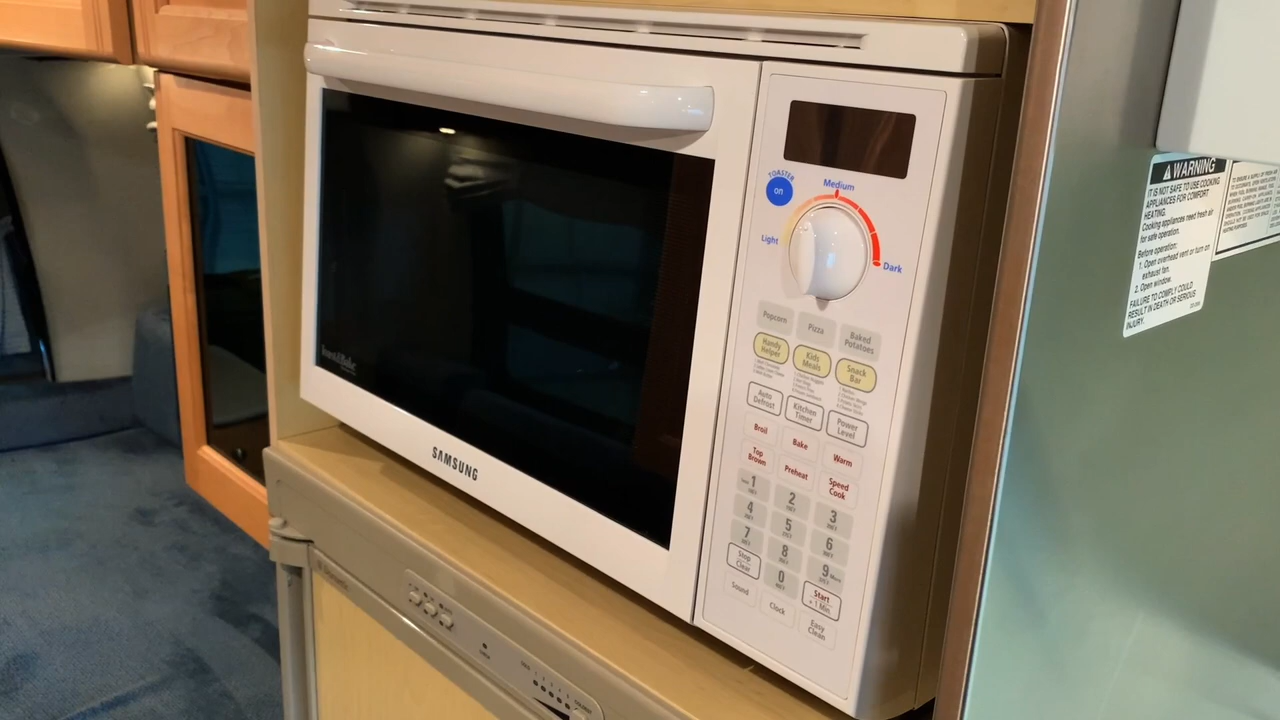 TOASTER
on
Medium
Light
Dark
Popcorn
Pizza
Baked
Potatoes
Handy
Helper
Kids
Meals
Snack
Bar
Auto
Defrost
Kitchen
Timer
Power
Level
Broil
Bake
Warm
Top
Brown
Preheat
Speed
Cook
1
2
3
4
5
6
7
8
9
Stop
Clear
0
Start
+ 1 Min.
Sound
Clock
Easy
Clean
Toast&Bake
SAMSUNG
WARNING
IT IS NOT SAFE TO USE COOKING
APPLIANCES FOR COMFORT
HEATING.
Cooking appliances need fresh air
for safe operation.
Before operation:
1. Open overhead vent or turn on
exhaust fan.
2. Open window.
FAILURE TO COMPLY COULD
RESULT IN DEATH OR SERIOUS
INJURY.